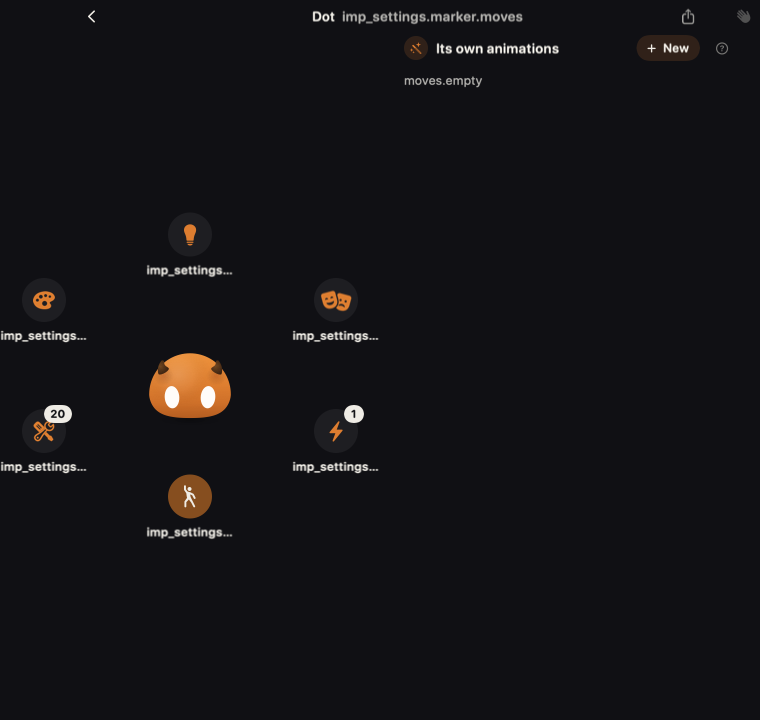 Dot imp_settings.marker.moves
Its own animations
+ New
moves.empty
imp_settings...
imp_settings...
imp_settings...
20
1
imp_settings...
imp_settings...
imp_settings...